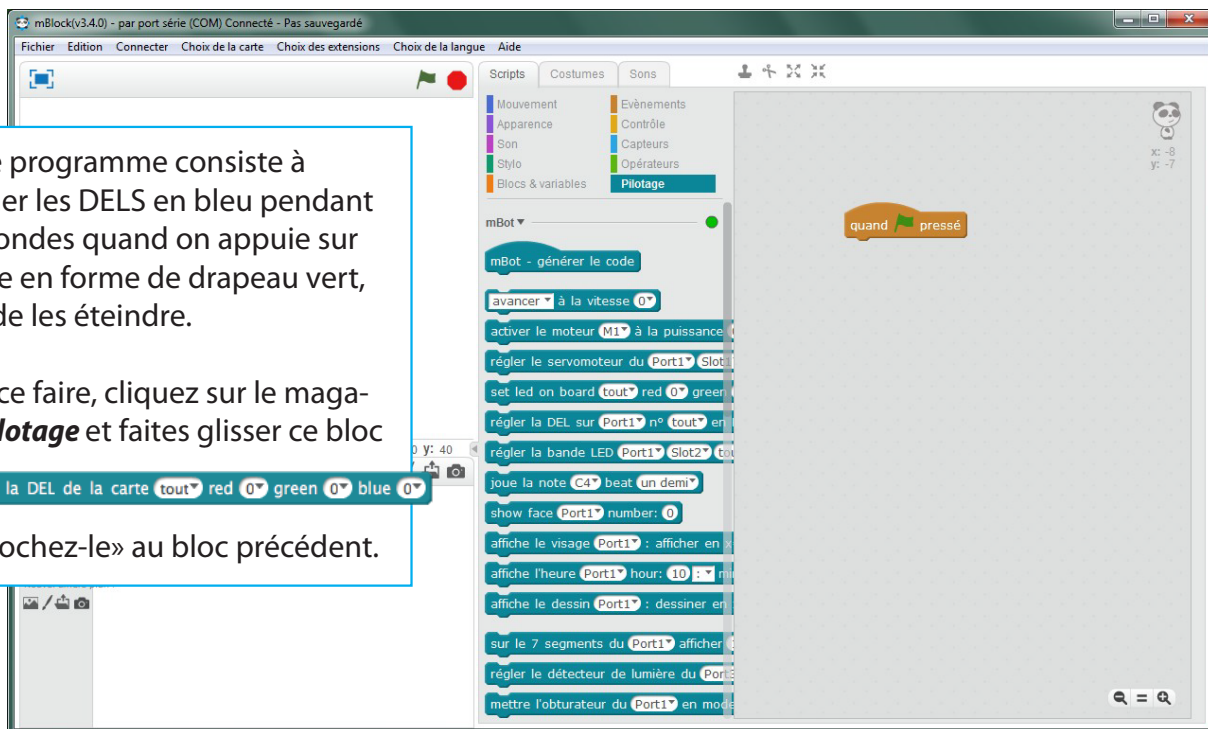 mBlock(v3.4.0) - par port série (COM) Connecté - Pas sauvegardé
Fichier Edition Connecter Choix de la carte Choix des extensions Choix de la langue Aide
e programme consiste à
er les DELS en bleu pendant
ondes quand on appuie sur
e en forme de drapeau vert,
de les éteindre.
ce faire, cliquez sur le maga-
lotage et faites glisser ce bloc
la DEL de la carte tout red 0 green 0 blue 0
ochez-le» au bloc précédent.
0 y: 40
Scripts Costumes Sons
Mouvement Evènements
Apparence Contrôle
Son Capteurs
Stylo Opérateurs
Blocs & variables Pilotage
mBot
mBot - générer le code
avancer à la vitesse 0
activer le moteur M1 à la puissance
régler le servomoteur du Port1 Slot1
set led on board tout red 0 green
régler la DEL sur Port1 n° tout en
régler la bande LED Port1 Slot2 tou
joue la note C4 beat un demi
show face Port1 number: 0
affiche le visage Port1 : afficher en x
affiche l'heure Port1 hour: 10 : mi
affiche le dessin Port1 : dessiner en
sur le 7 segments du Port1 afficher
régler le détecteur de lumière du Port3
mettre l'obturateur du Port1 en mode
quand pressé
x: -8
y: -7